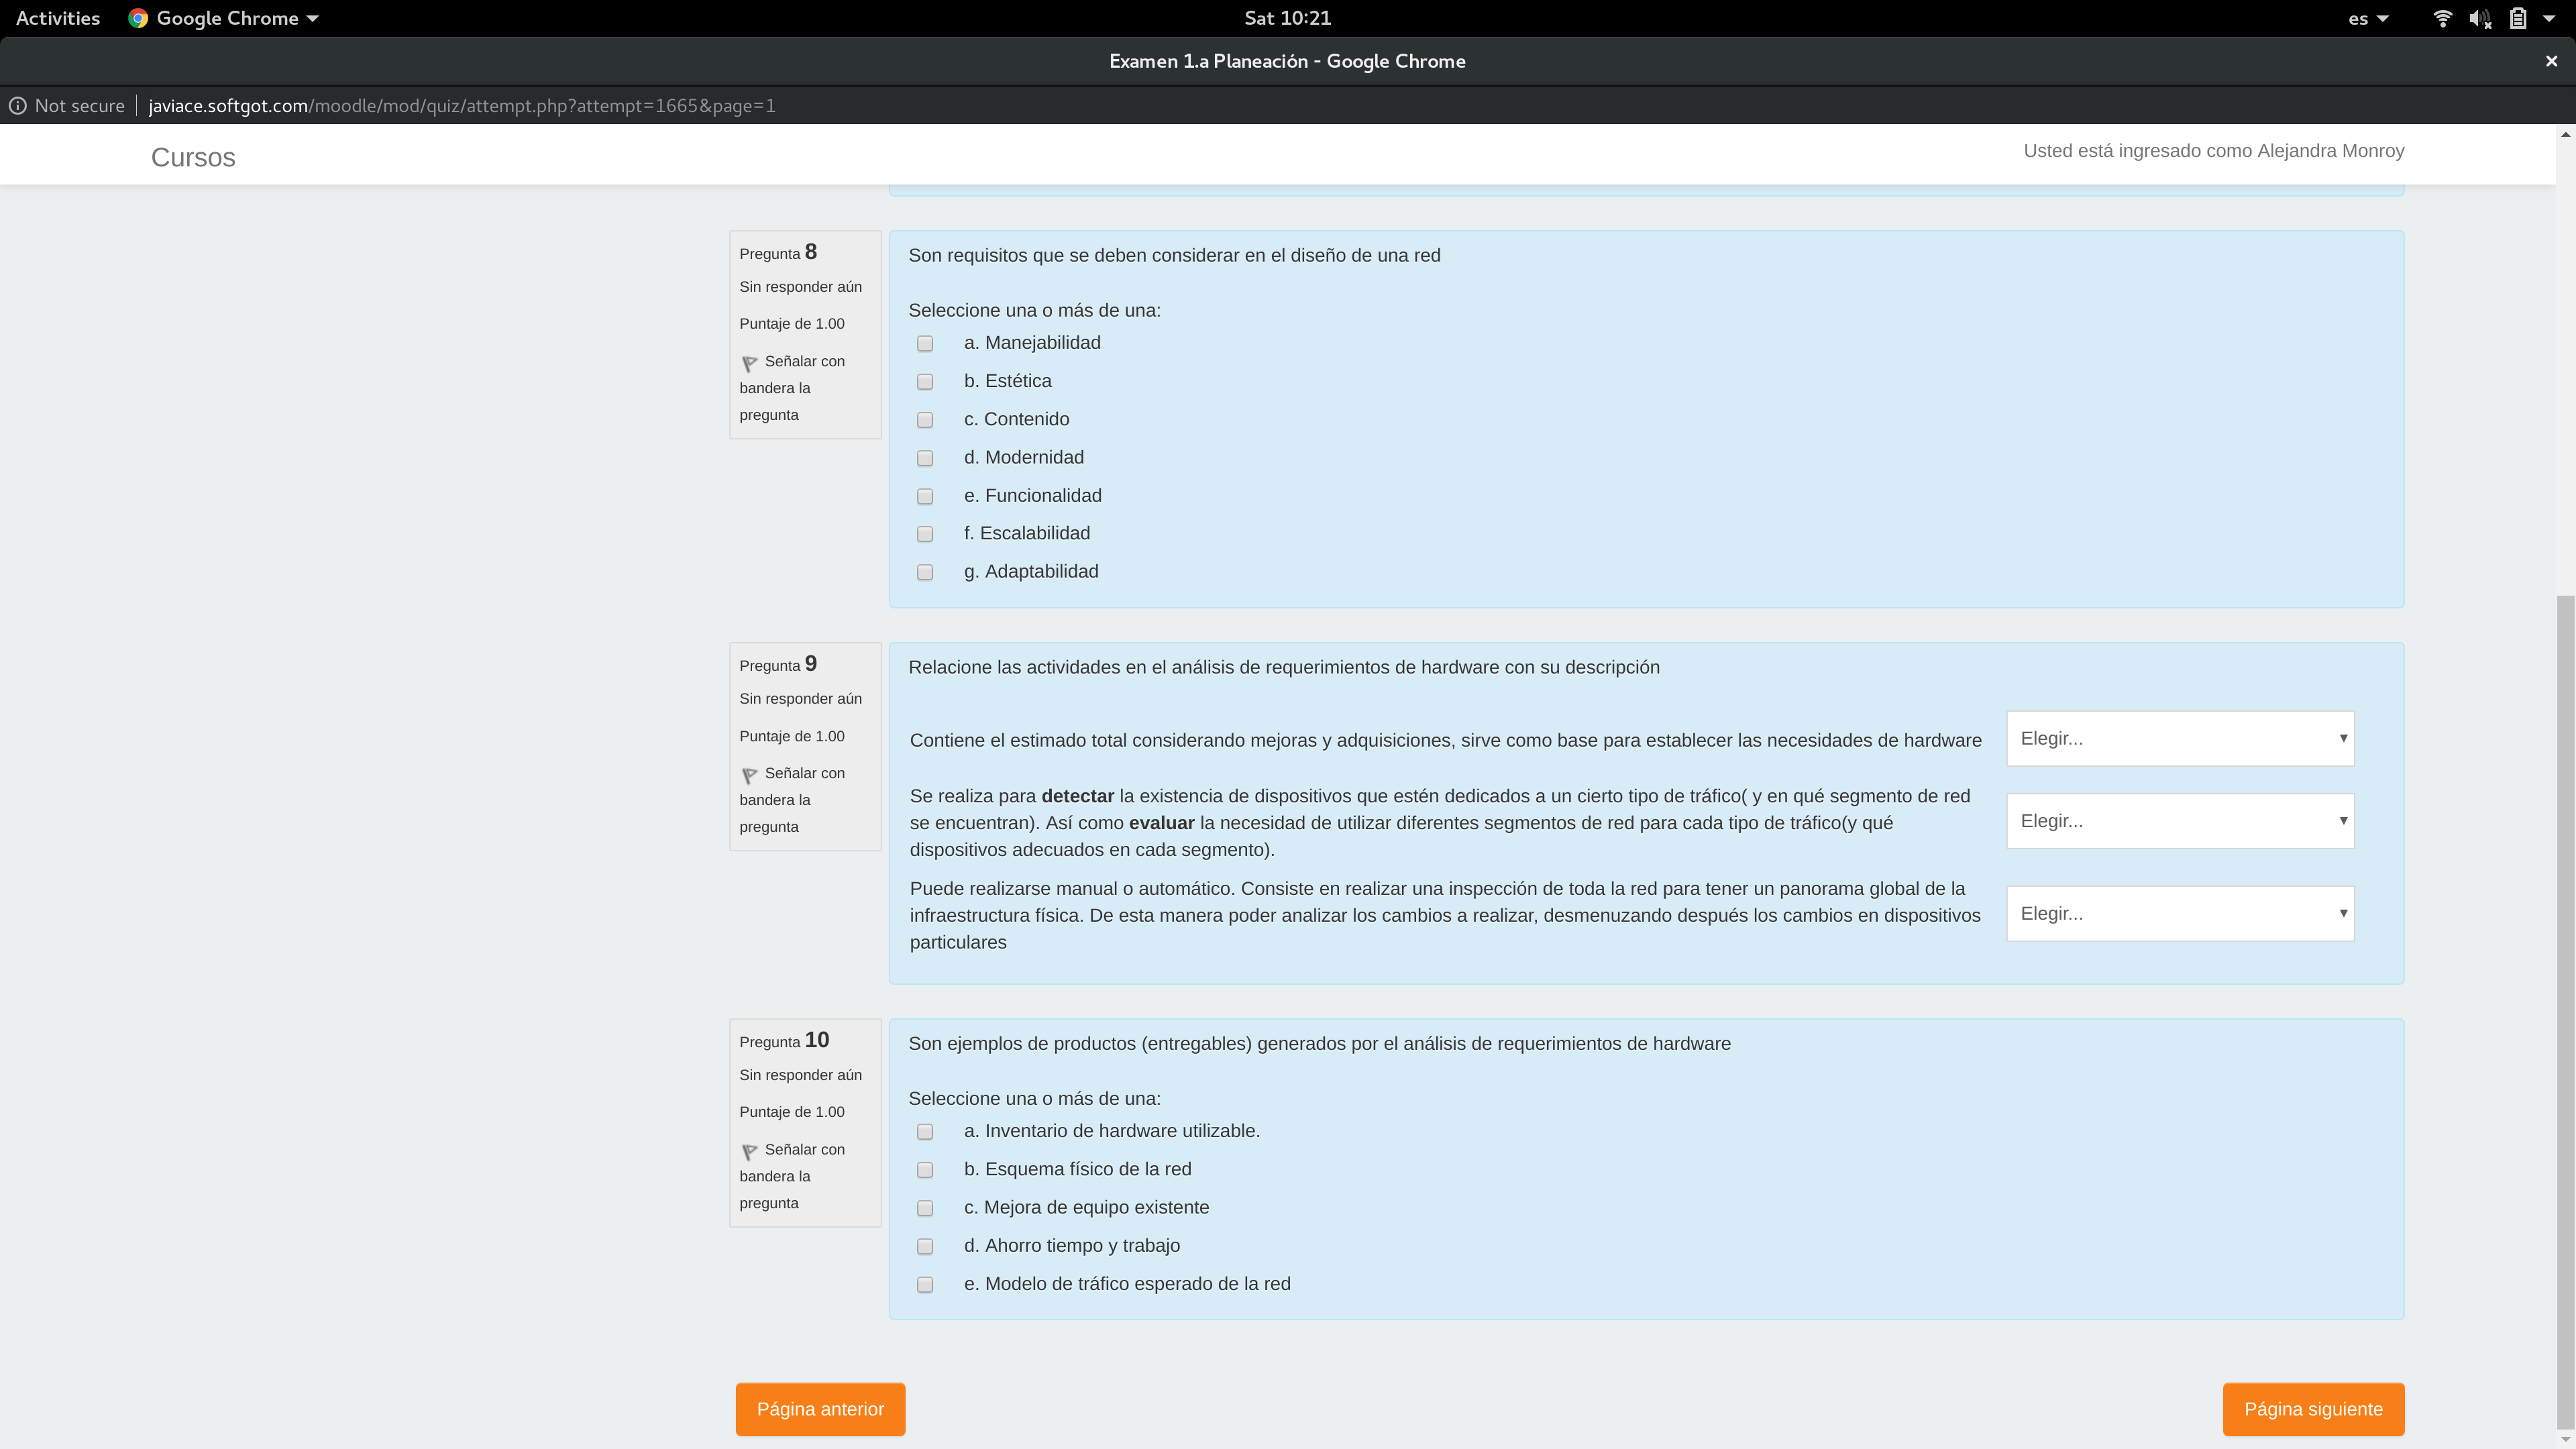 Activities
Google Chrome
Sat 10:21
es
Examen 1.a Planeación - Google Chrome
Not secure
javiace.softgot.com/moodle/mod/quiz/attempt.php?attempt=1665&page=1
Cursos
Usted está ingresado como Alejandra Monroy
Pregunta 8
Sin responder aún
Puntaje de 1.00
Señalar con
bandera la
pregunta
Son requisitos que se deben considerar en el diseño de una red
Seleccione una o más de una:
a. Manejabilidad
b. Estética
c. Contenido
d. Modernidad
e. Funcionalidad
f. Escalabilidad
g. Adaptabilidad
Pregunta 9
Sin responder aún
Puntaje de 1.00
Señalar con
bandera la
pregunta
Relacione las actividades en el análisis de requerimientos de hardware con su descripción
Contiene el estimado total considerando mejoras y adquisiciones, sirve como base para establecer las necesidades de hardware
Elegir...
Se realiza para detectar la existencia de dispositivos que estén dedicados a un cierto tipo de tráfico( y en qué segmento de red
se encuentran). Así como evaluar la necesidad de utilizar diferentes segmentos de red para cada tipo de tráfico(y qué
dispositivos adecuados en cada segmento).
Elegir...
Puede realizarse manual o automático. Consiste en realizar una inspección de toda la red para tener un panorama global de la
infraestructura física. De esta manera poder analizar los cambios a realizar, desmenuzando después los cambios en dispositivos
particulares
Elegir...
Pregunta 10
Sin responder aún
Puntaje de 1.00
Señalar con
bandera la
pregunta
Son ejemplos de productos (entregables) generados por el análisis de requerimientos de hardware
Seleccione una o más de una:
a. Inventario de hardware utilizable.
b. Esquema físico de la red
c. Mejora de equipo existente
d. Ahorro tiempo y trabajo
e. Modelo de tráfico esperado de la red
Página anterior
Página siguiente